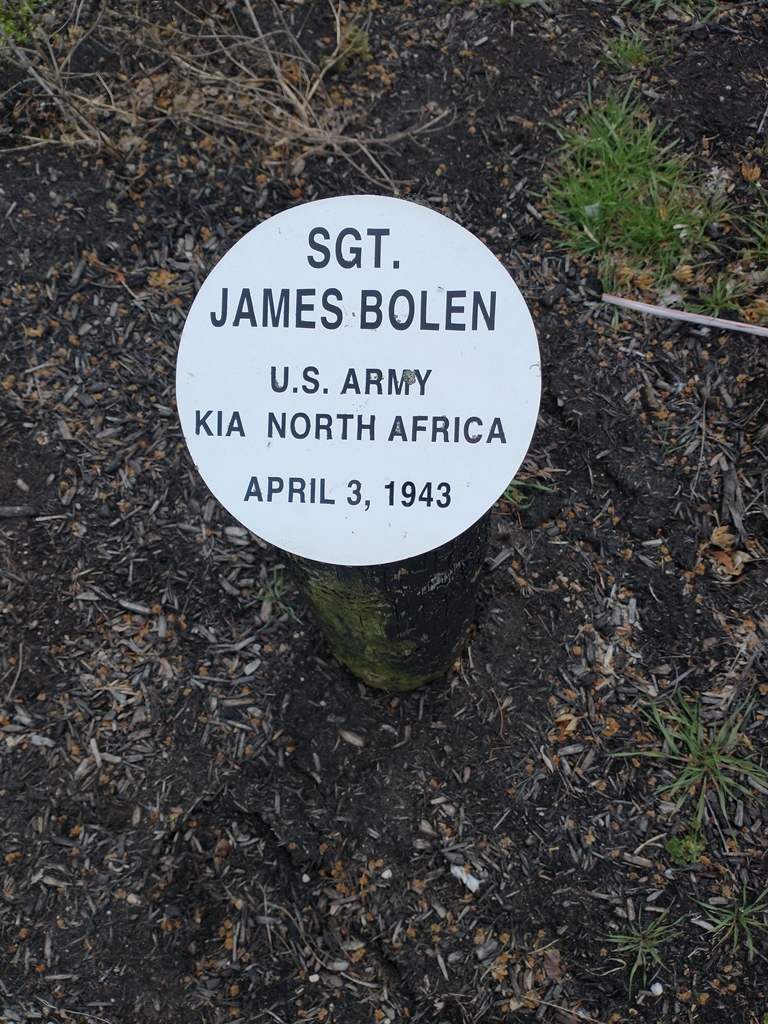 SGT.
JAMES BOLEN
U.S. ARMY
KIA NORTH AFRICA
APRIL 3, 1943